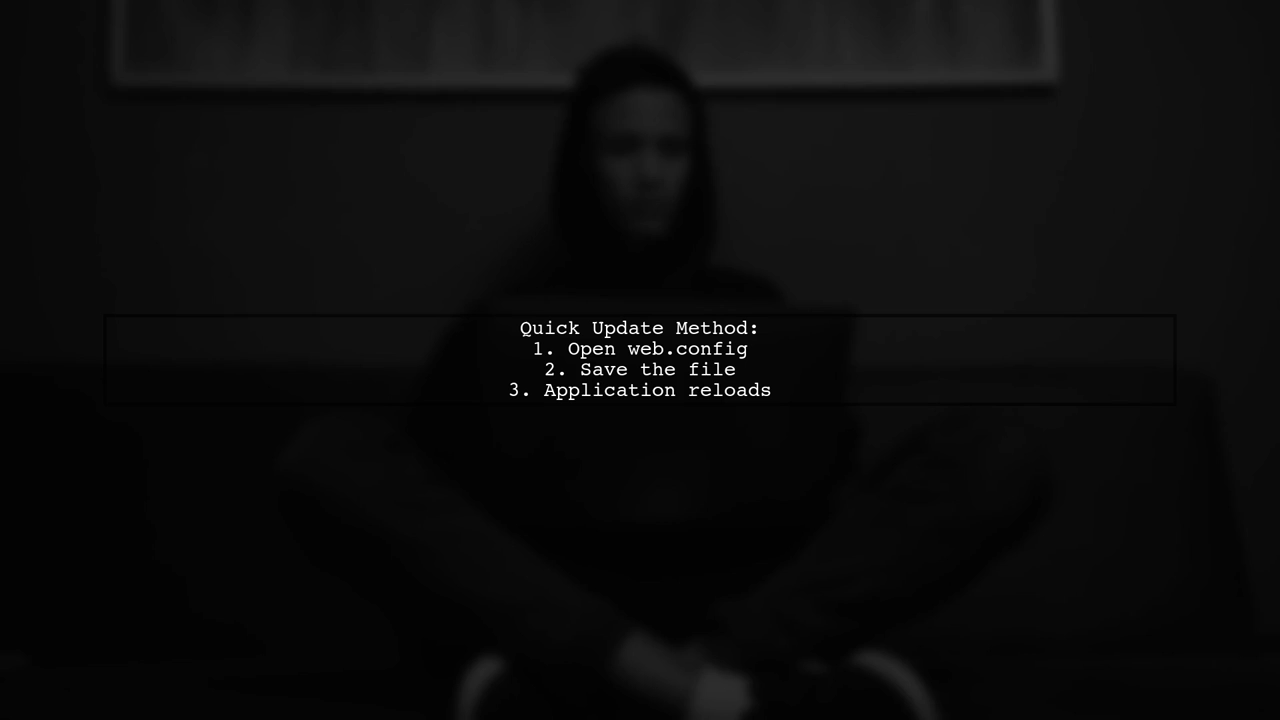 Quick Update Method:
1. Open web.config
2. Save the file
3. Application reloads